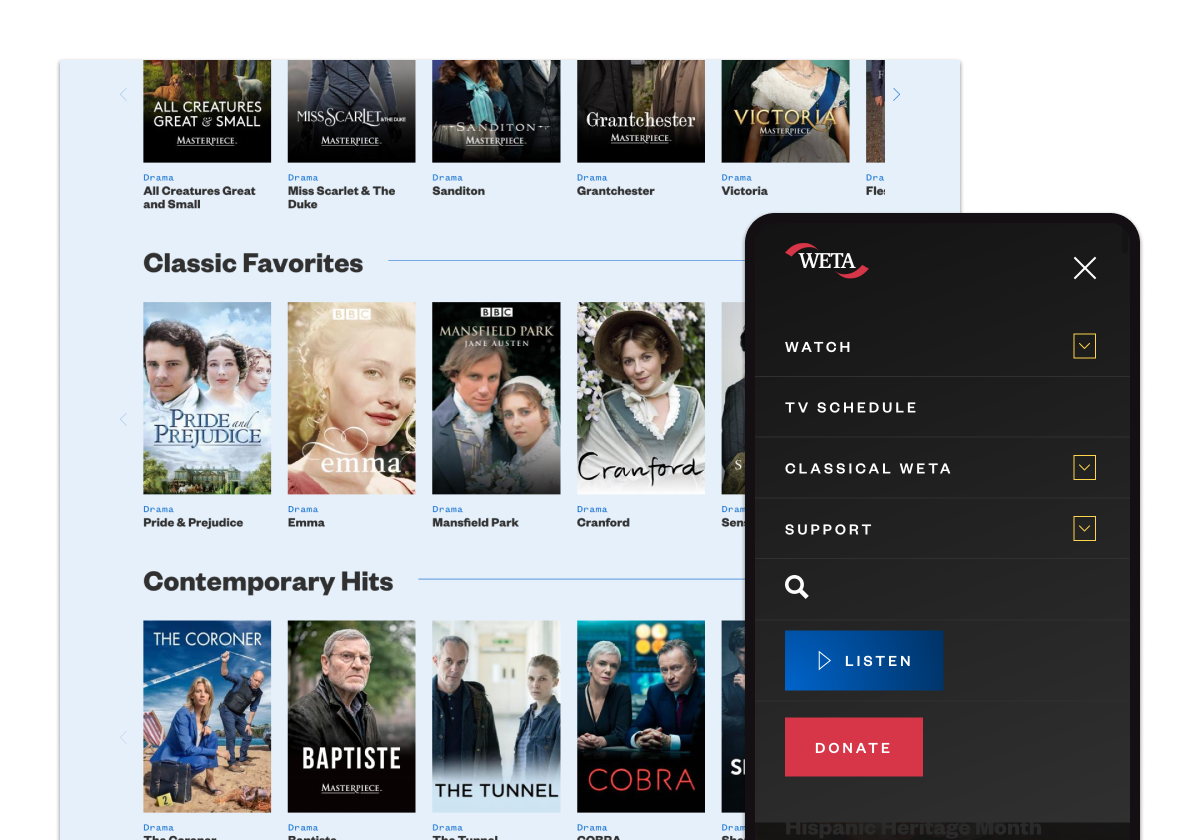 ALL CREATURES
GREAT & SMALL
MASTERPIECE.
MISS SCARLET & THE DUKE
MASTERPIECE.
SANDITON
MASTERPIECE.
Grantchester
MASTERPIECE.
VICTORIA
MASTERPIECE
Drama
All Creatures Great
and Small
Drama
Miss Scarlet & The
Duke
Drama
Sanditon
Drama
Grantchester
Drama
Victoria
Dra
Fles
Classic Favorites
PRIDE and
PREJUDICE
BBC
emma
BBC
MANSFIELD PARK
JANE AUSTEN
Cranford
S
Drama
Pride & Prejudice
Drama
Emma
Drama
Mansfield Park
Drama
Cranford
Dram
Sens
Contemporary Hits
THE CORONER
2
BAPTISTE
MASTERPIECE.
THE TUNNEL
COBRA
Drama
The Coroner
Drama
Baptiste
Drama
The Tunnel
Drama
COBRA
Dram
WETA
WATCH
TV SCHEDULE
CLASSICAL WETA
SUPPORT
LISTEN
DONATE
Hispanic Heritage Month